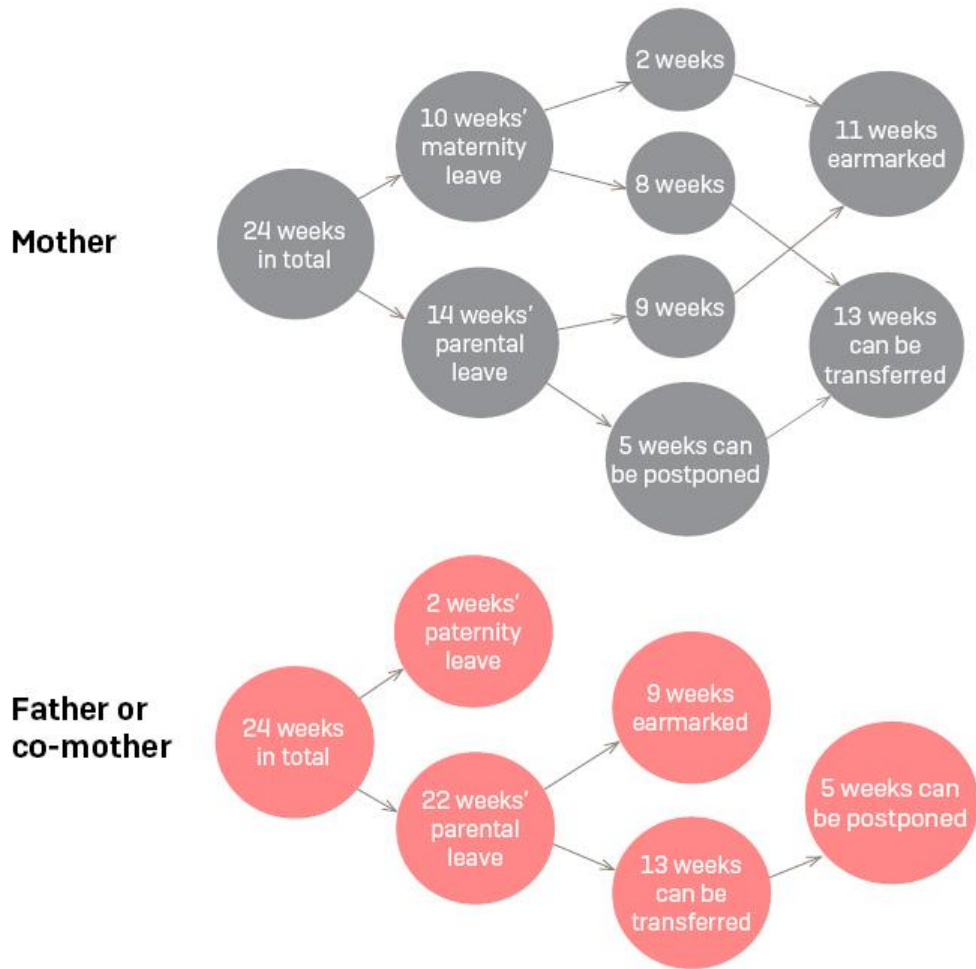 2 weeks
10 weeks'
maternity
leave
11 weeks
earmarked
8 weeks
Mother
24 weeks
in total
9 weeks
14 weeks'
parental
leave
13 weeks
can be
transferred
5 weeks can
be postponed
2 weeks'
paternity
leave
9 weeks
earmarked
Father or
co-mother
24 weeks
in total
5 weeks can
be postponed
22 weeks'
parental
leave
13 weeks
can be
transferred